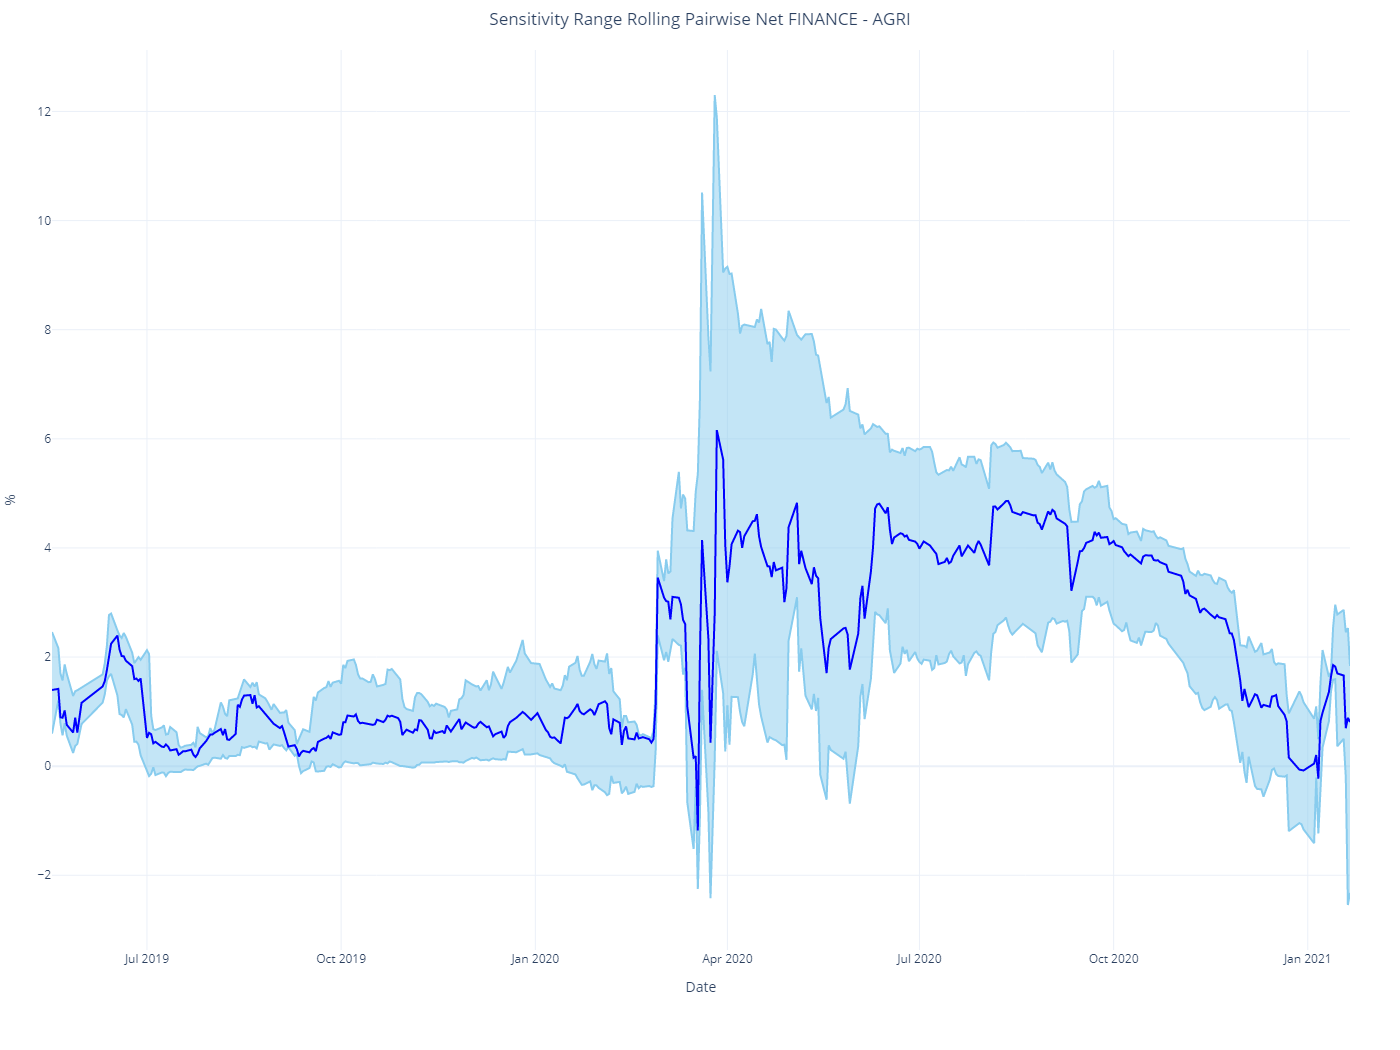 Sensitivity Range Rolling Pairwise Net FINANCE - AGRI
12
10
8
6
4
2
0
−2
%
Jul 2019
Oct 2019
Jan 2020
Apr 2020
Jul 2020
Oct 2020
Jan 2021
Date